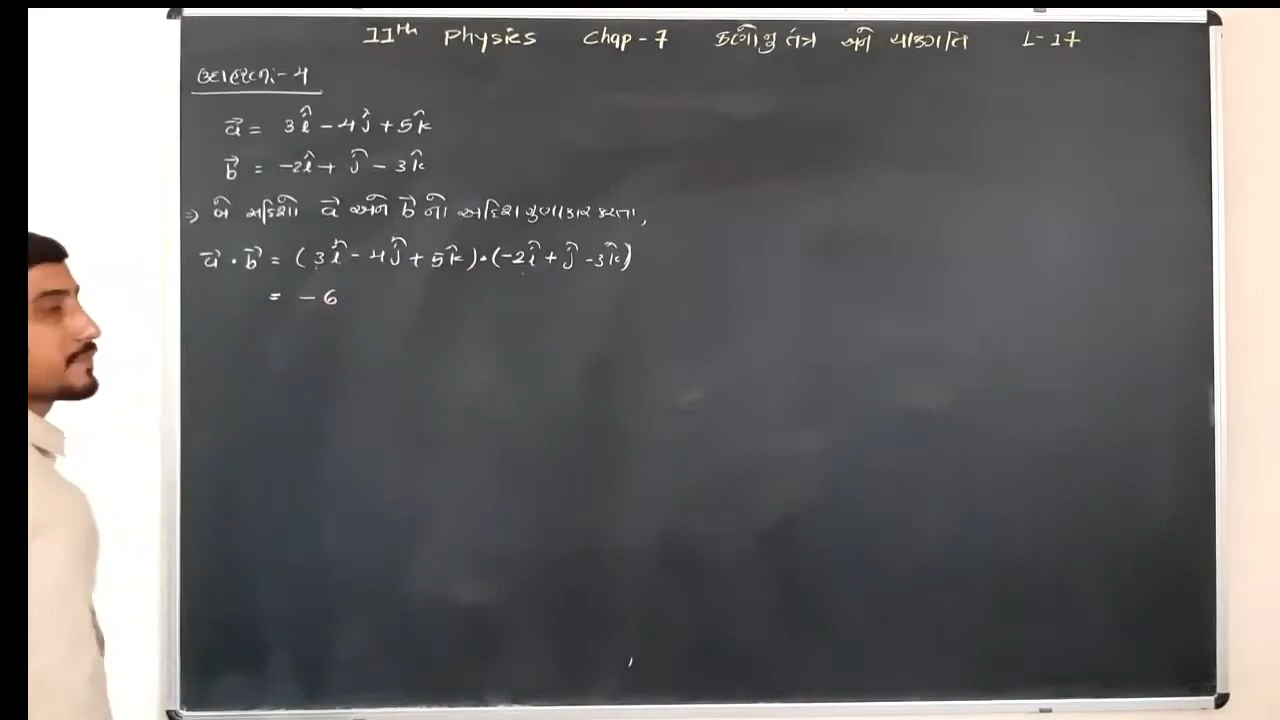 11th Physics Chap-7 કણોનું તંત્ર અને ચાકગતિ L-17
ઉદાહરણ:- 4
a⃗ = 3î - 4ĵ + 5k̂
b⃗ = -2î + ĵ - 3k̂
⇒ બે સદિશો a⃗ અને b⃗ નો અદિશ ગુણાકાર કરતા,
a⃗ · b⃗ = (3î - 4ĵ + 5k̂)·(-2î + ĵ - 3k̂)
= - 6